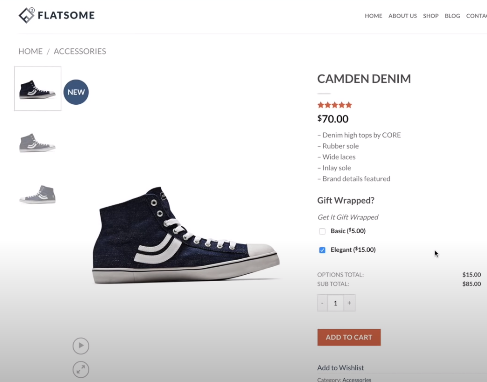 FLATSOME
HOME ABOUT US SHOP BLOG CONTAC
HOME / ACCESSORIES
NEW
CAMDEN DENIM
$70.00
– Denim high tops by CORE
– Rubber sole
– Wide laces
– Inlay sole
– Brand details featured
Gift Wrapped?
Get It Gift Wrapped
Basic ($5.00)
Elegant ($15.00)
OPTIONS TOTAL: $15.00
SUB TOTAL: $85.00
- 1 +
ADD TO CART
Add to Wishlist
Category: Accessories